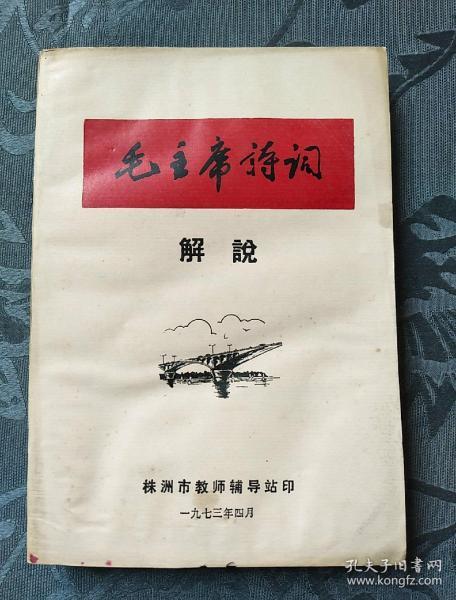 毛主席詩詞
解說
株洲市教师辅导站印
一九七三年四月
孔夫子旧书网
www.kongfz.com